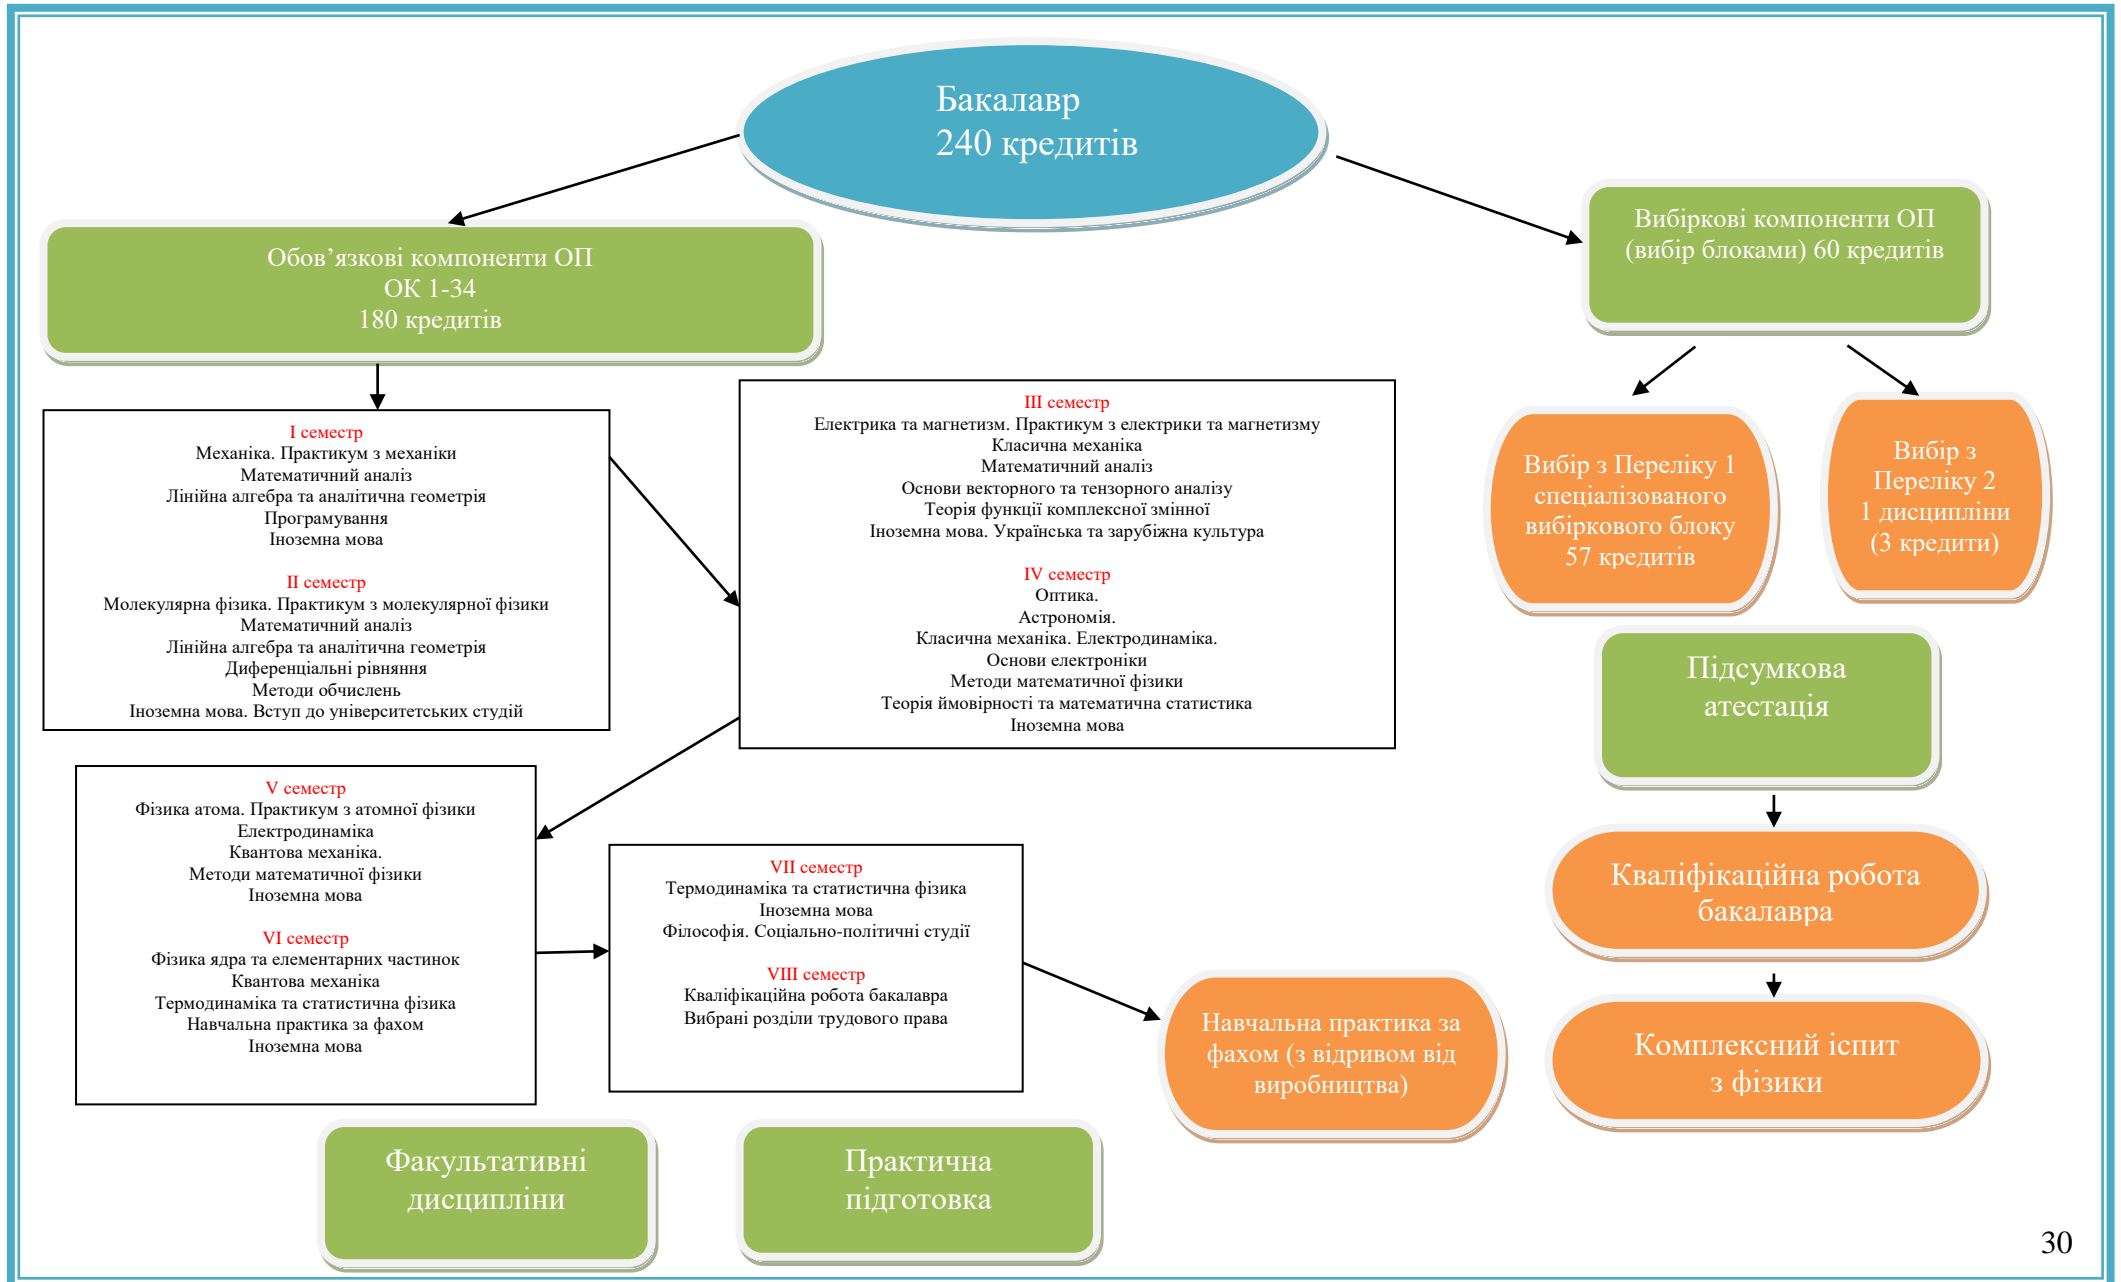 Бакалавр
240 кредитів
Обов’язкові компоненти ОП
ОК 1-34
180 кредитів
Вибіркові компоненти ОП
(вибір блоками) 60 кредитів
I семестр
Механіка. Практикум з механіки
Математичний аналіз
Лінійна алгебра та аналітична геометрія
Програмування
Іноземна мова
II семестр
Молекулярна фізика. Практикум з молекулярної фізики
Математичний аналіз
Лінійна алгебра та аналітична геометрія
Диференціальні рівняння
Методи обчислень
Іноземна мова. Вступ до університетських студій
III семестр
Електрика та магнетизм. Практикум з електрики та магнетизму
Класична механіка
Математичний аналіз
Основи векторного та тензорного аналізу
Теорія функції комплексної змінної
Іноземна мова. Українська та зарубіжна культура
IV семестр
Оптика.
Астрономія.
Класична механіка. Електродинаміка.
Основи електроніки
Методи математичної фізики
Теорія ймовірності та математична статистика
Іноземна мова
Вибір з Переліку 1
спеціалізованого
вибіркового блоку
57 кредитів
Вибір з
Переліку 2
1 дисципліни
(3 кредити)
Підсумкова
атестація
V семестр
Фізика атома. Практикум з атомної фізики
Електродинаміка
Квантова механіка.
Методи математичної фізики
Іноземна мова
VI семестр
Фізика ядра та елементарних частинок
Квантова механіка
Термодинаміка та статистична фізика
Навчальна практика за фахом
Іноземна мова
VII семестр
Термодинаміка та статистична фізика
Іноземна мова
Філософія. Соціально-політичні студії
VIII семестр
Кваліфікаційна робота бакалавра
Вибрані розділи трудового права
Навчальна практика за
фахом (з відривом від
виробництва)
Кваліфікаційна робота
бакалавра
Комплексний іспит
з фізики
Факультативні
дисципліни
Практична
підготовка
30